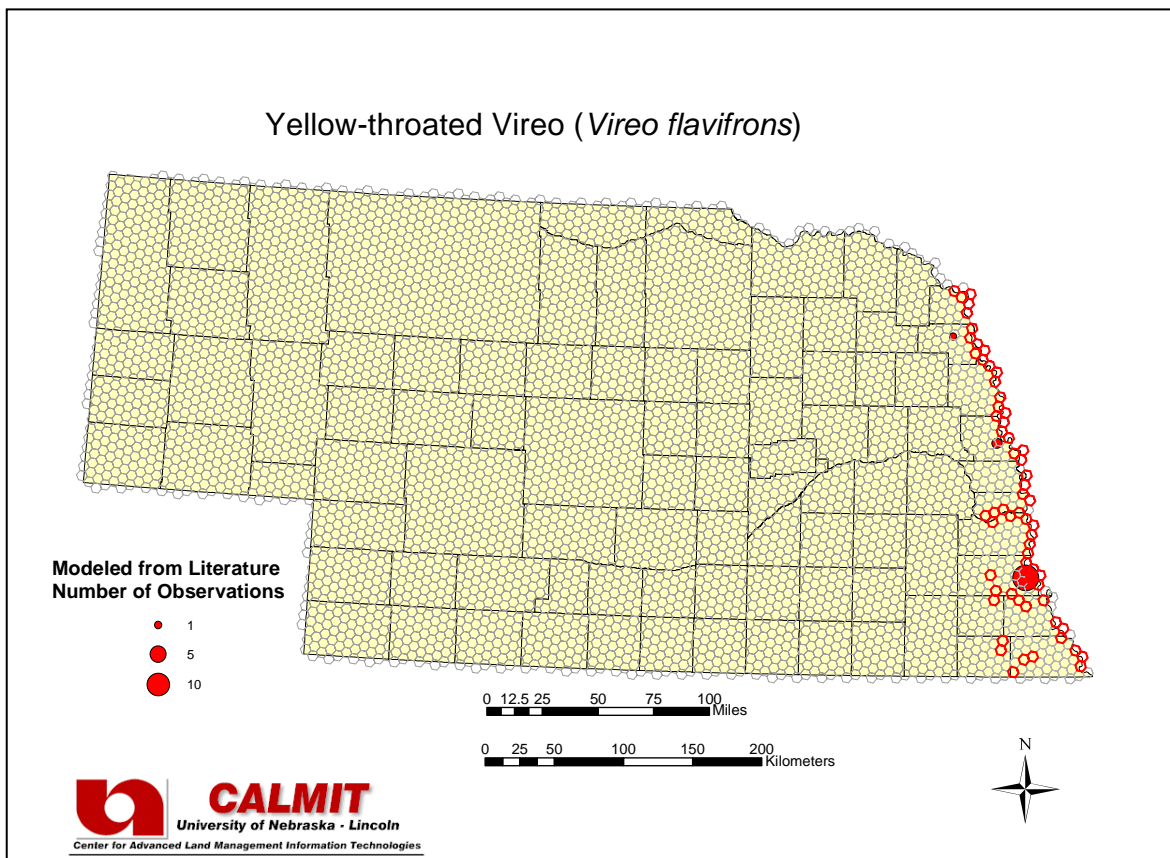 Yellow-throated Vireo (Vireo flavifrons)
Modeled from Literature
Number of Observations
1
5
10
0 12.5 25 50 75 100
Miles
0 25 50 100 150 200
Kilometers
N
CALMIT
University of Nebraska - Lincoln
Center for Advanced Land Management Information Technologies